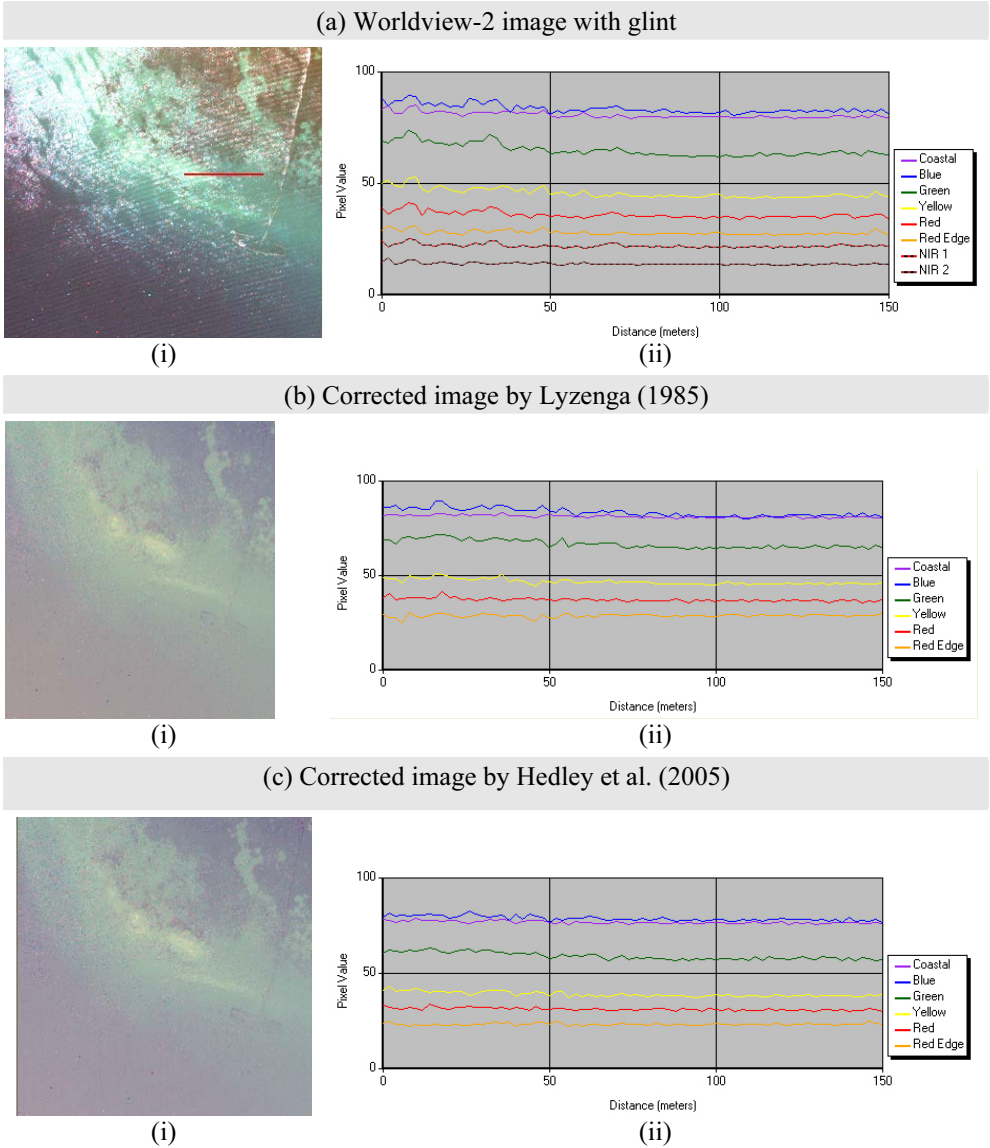 (a) Worldview-2 image with glint
100
50
0
Pixel Value
0 50 100 150
Distance (meters)
Coastal
Blue
Green
Yellow
Red
Red Edge
NIR 1
NIR 2
(i) (ii)
(b) Corrected image by Lyzenga (1985)
100
50
0
Pixel Value
0 50 100 150
Distance (meters)
Coastal
Blue
Green
Yellow
Red
Red Edge
(i) (ii)
(c) Corrected image by Hedley et al. (2005)
100
50
0
Pixel Value
0 50 100 150
Distance (meters)
Coastal
Blue
Green
Yellow
Red
Red Edge
(i) (ii)